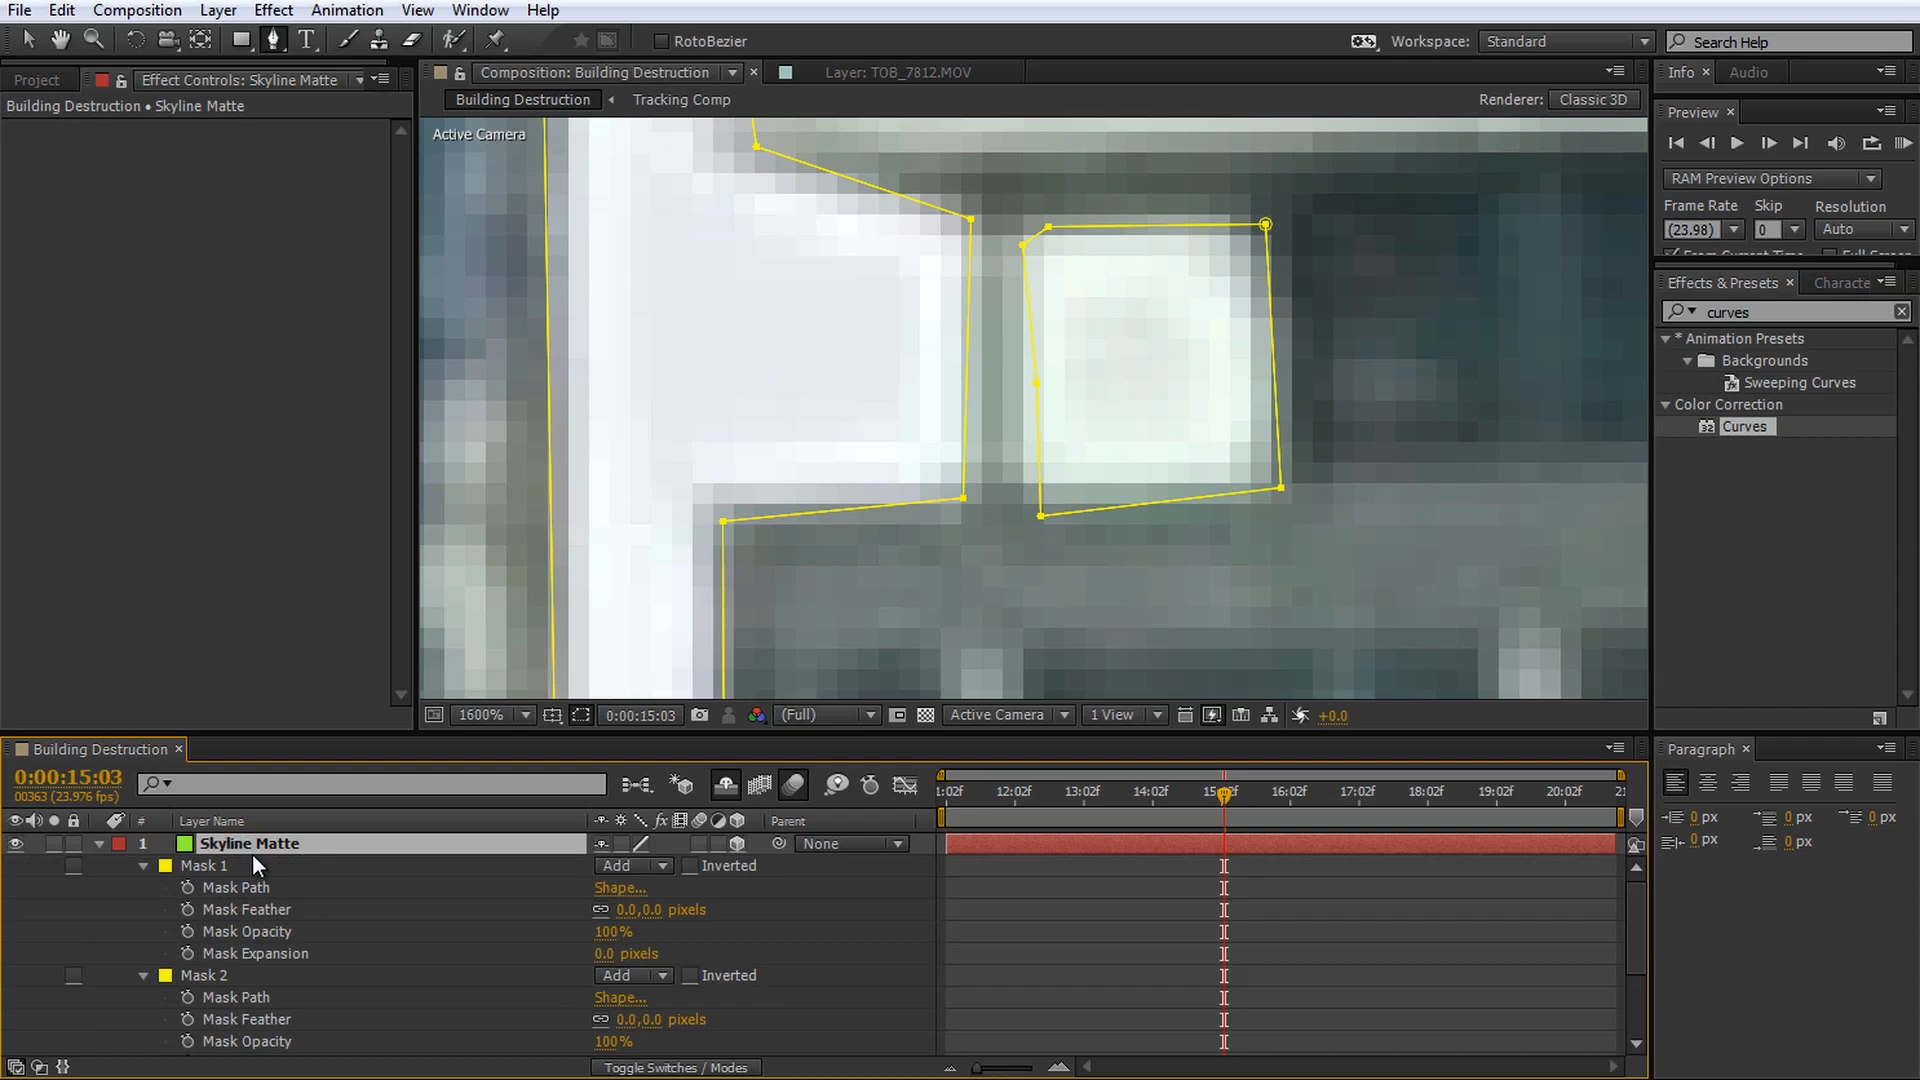 File Edit Composition Layer Effect Animation View Window Help
RotoBezier
Workspace: Standard
Search Help
Project
Effect Controls: Skyline Matte
Building Destruction • Skyline Matte
Composition: Building Destruction
Layer: TOB_7812.MOV
Building Destruction
Tracking Comp
Renderer: Classic 3D
Active Camera
1600%
0:00:15:03
(Full)
Active Camera
1 View
+0.0
Info
Audio
Preview
RAM Preview Options
Frame Rate Skip Resolution
(23.98) 0 Auto
From Current Time Full Screen
Effects & Presets
Characte
curves
* Animation Presets
Backgrounds
Sweeping Curves
Color Correction
32 Curves
Building Destruction
0:00:15:03
00363 (23.976 fps)
1:02f 12:02f 13:02f 14:02f 15:02f 16:02f 17:02f 18:02f 19:02f 20:02f 21
# Layer Name fx Parent
1 Skyline Matte None
Mask 1 Add Inverted
Mask Path Shape...
Mask Feather 0.0,0.0 pixels
Mask Opacity 100%
Mask Expansion 0.0 pixels
Mask 2 Add Inverted
Mask Path Shape...
Mask Feather 0.0,0.0 pixels
Mask Opacity 100%
Toggle Switches / Modes
Paragraph
0 px 0 px 0 px
0 px 0 px